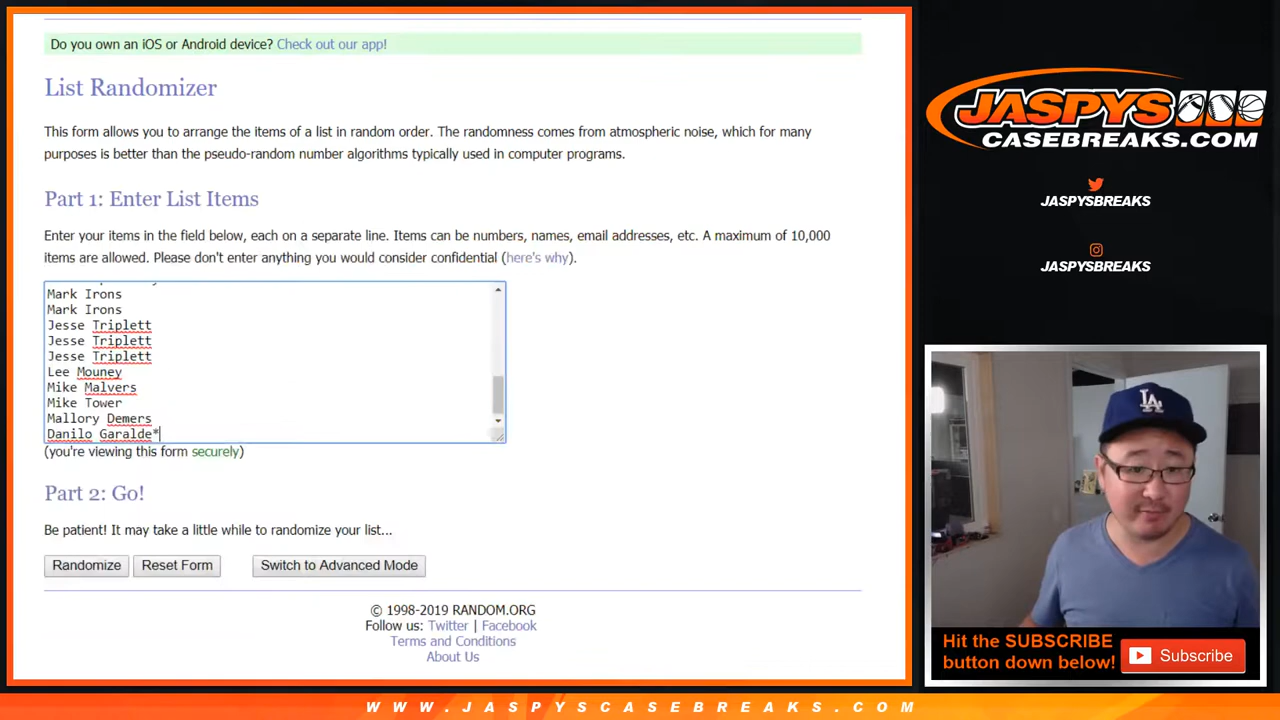 Do you own an iOS or Android device? Check out our app!
List Randomizer
This form allows you to arrange the items of a list in random order. The randomness comes from atmospheric noise, which for many
purposes is better than the pseudo-random number algorithms typically used in computer programs.
Part 1: Enter List Items
Enter your items in the field below, each on a separate line. Items can be numbers, names, email addresses, etc. A maximum of 10,000
items are allowed. Please don't enter anything you would consider confidential (here's why).
Mark Irons
Mark Irons
Jesse Triplett
Jesse Triplett
Jesse Triplett
Lee Mouney
Mike Malvers
Mike Tower
Mallory Demers
Danilo Garalde*
(you're viewing this form securely)
Part 2: Go!
Be patient! It may take a little while to randomize your list...
Randomize Reset Form Switch to Advanced Mode
© 1998-2019 RANDOM.ORG
Follow us: Twitter | Facebook
Terms and Conditions
About Us
JASPYS
CASEBREAKS.COM
JASPYSBREAKS
JASPYSBREAKS
LA
Hit the SUBSCRIBE
button down below!
Subscribe
WWW.JASPYSCASEBREAKS.COM